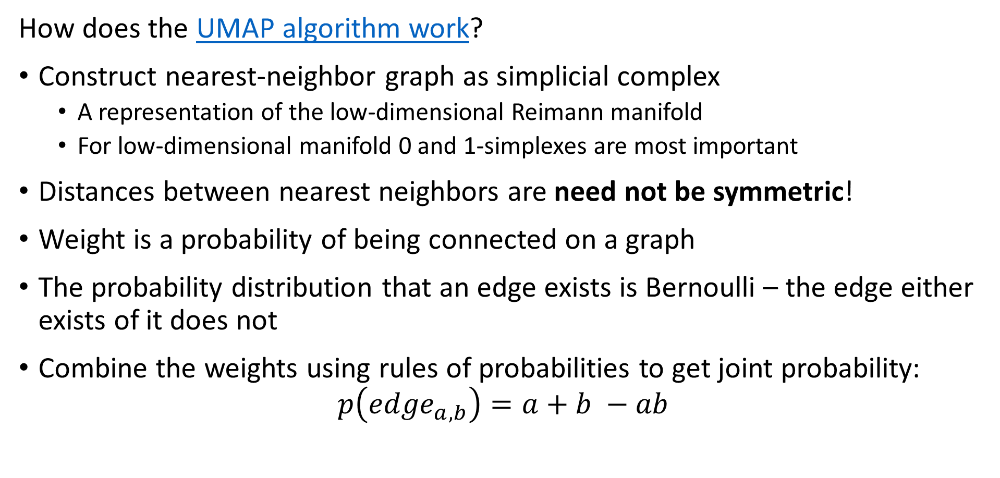 How does the UMAP algorithm work?
• Construct nearest-neighbor graph as simplicial complex
• A representation of the low-dimensional Reimann manifold
• For low-dimensional manifold 0 and 1-simplexes are most important
• Distances between nearest neighbors are need not be symmetric!
• Weight is a probability of being connected on a graph
• The probability distribution that an edge exists is Bernoulli – the edge either
exists of it does not
• Combine the weights using rules of probabilities to get joint probability:
p(edge_{a,b}) = a + b − ab